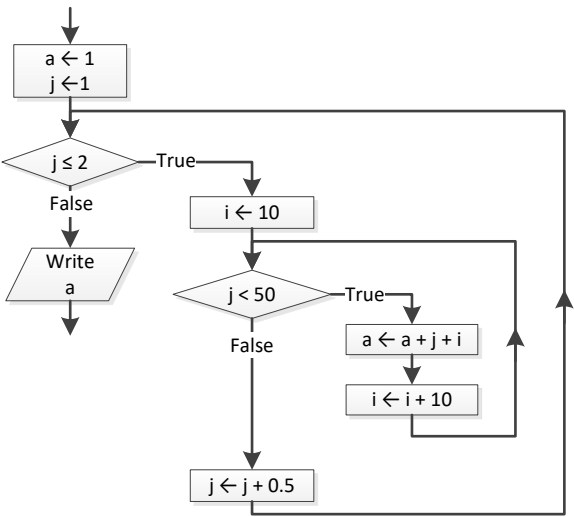 a ← 1
j ←1
j ≤ 2
True
False
i ← 10
Write
a
j < 50
True
a ← a + j + i
False
i ← i + 10
j ← j + 0.5